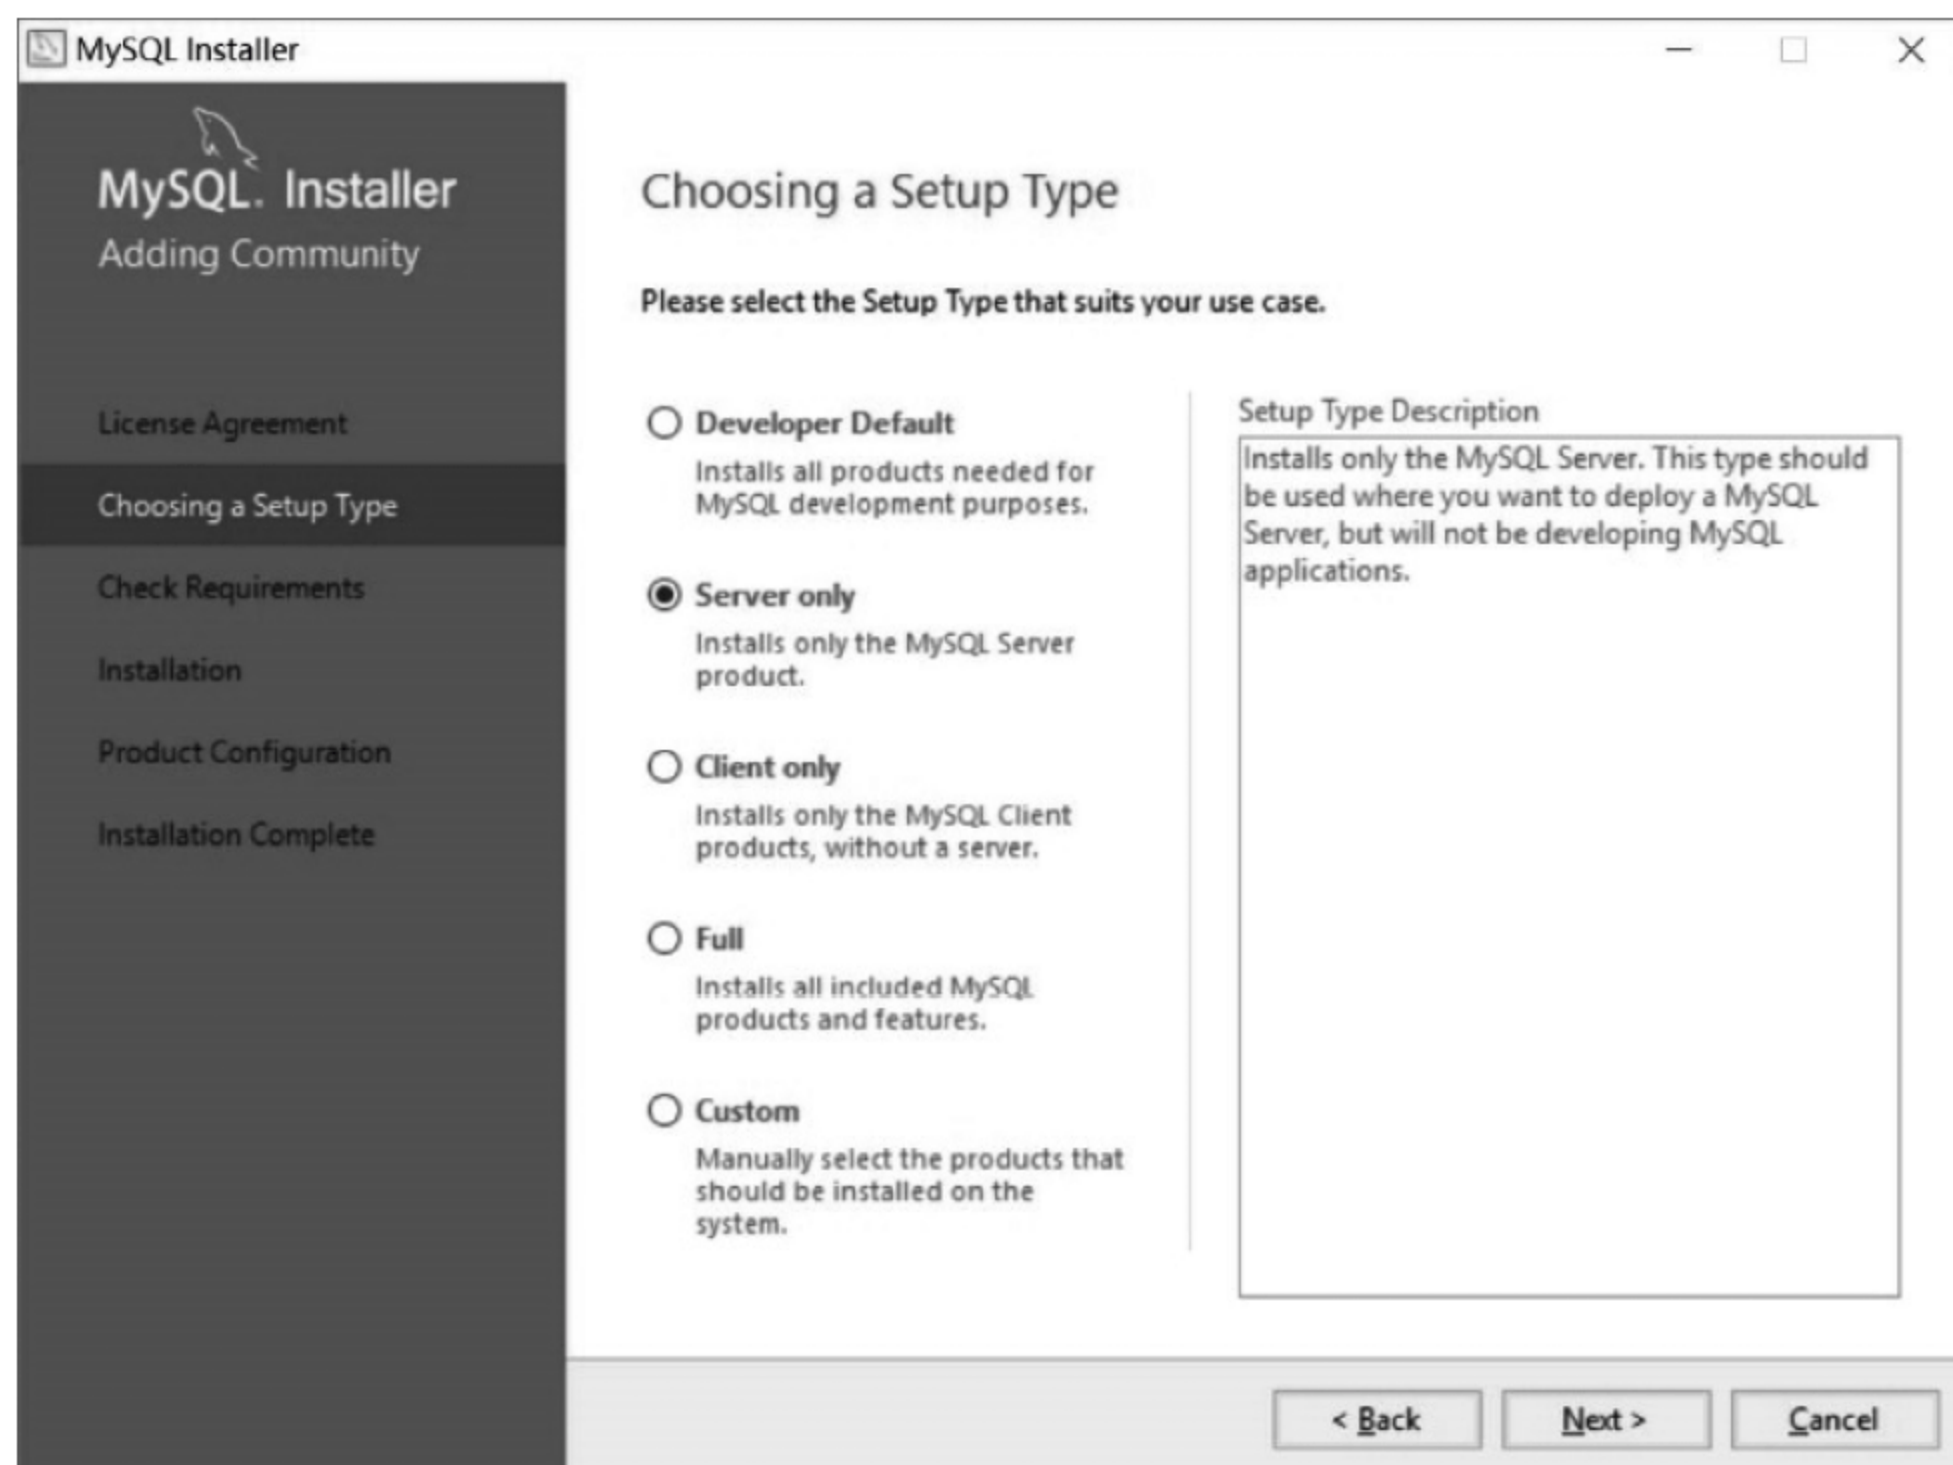 MySQL Installer
MySQL. Installer
Adding Community
License Agreement
Choosing a Setup Type
Check Requirements
Installation
Product Configuration
Installation Complete
Choosing a Setup Type
Please select the Setup Type that suits your use case.
Developer Default
Installs all products needed for
MySQL development purposes.
Server only
Installs only the MySQL Server
product.
Client only
Installs only the MySQL Client
products, without a server.
Full
Installs all included MySQL
products and features.
Custom
Manually select the products that
should be installed on the
system.
Setup Type Description
Installs only the MySQL Server. This type should
be used where you want to deploy a MySQL
Server, but will not be developing MySQL
applications.
< Back
Next >
Cancel